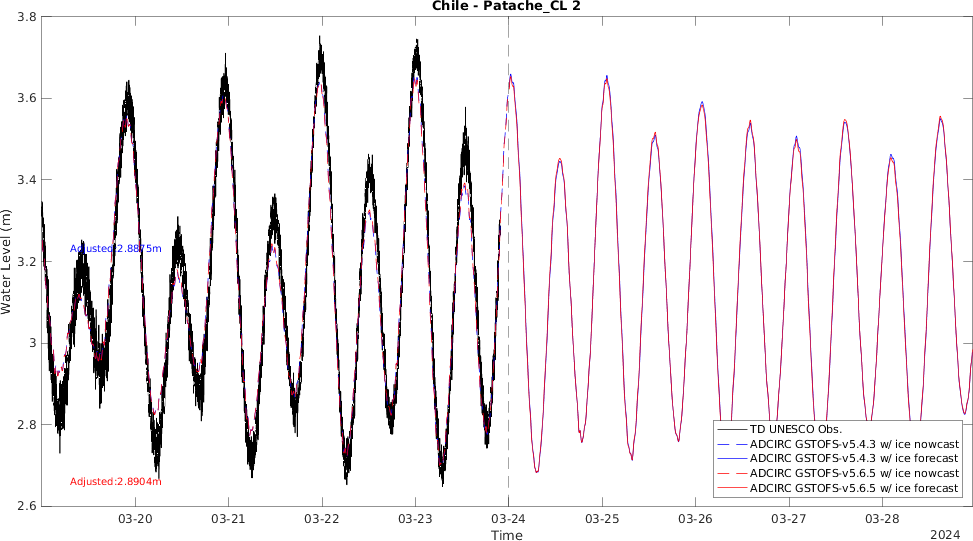 Chile - Patache_CL 2
3.8
3.6
3.4
3.2
3
2.8
2.6
Water Level (m)
Adjusted:2.8875m
Adjusted:2.8904m
TD UNESCO Obs.
ADCIRC GSTOFS-v5.4.3 w/ ice nowcast
ADCIRC GSTOFS-v5.4.3 w/ ice forecast
ADCIRC GSTOFS-v5.6.5 w/ ice nowcast
ADCIRC GSTOFS-v5.6.5 w/ ice forecast
03-20 03-21 03-22 03-23 03-24 03-25 03-26 03-27 03-28
Time
2024